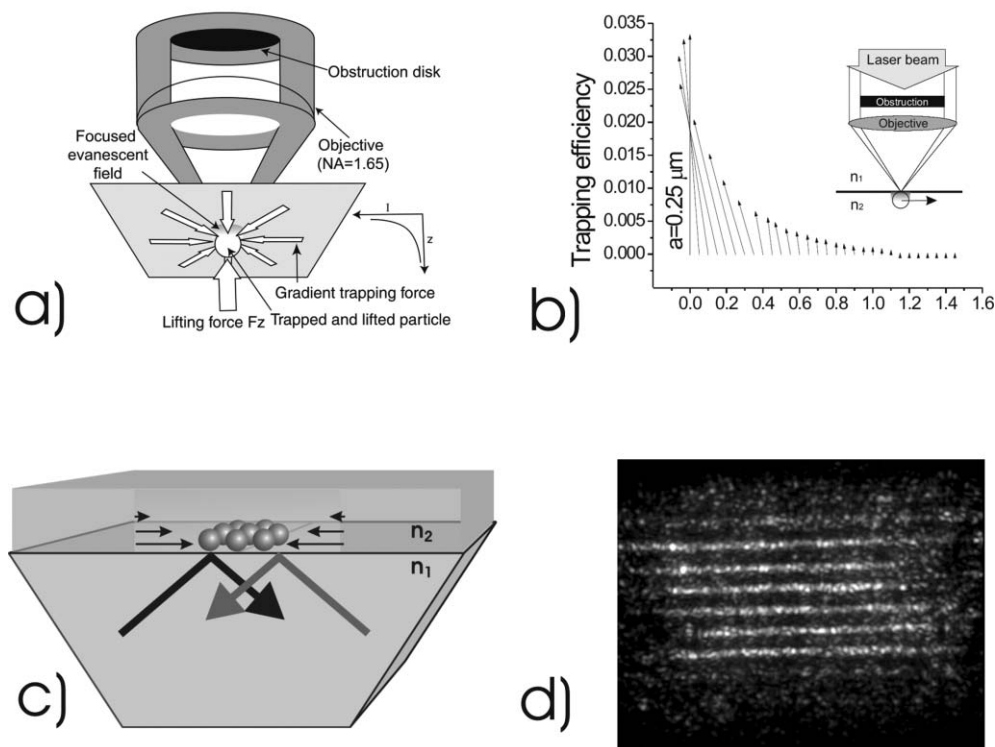 a)
Obstruction disk
Objective
(NA=1.65)
Focused
evanescent
field
I
z
Gradient trapping force
Trapped and lifted particle
Lifting force Fz
b)
Trapping efficiency
0.035
0.030
0.025
0.020
0.015
0.010
0.005
0.000
a=0.25 μm
0.0 0.2 0.4 0.6 0.8 1.0 1.2 1.4 1.6
Laser beam
Obstruction
Objective
n1
n2
c)
n2
n1
d)